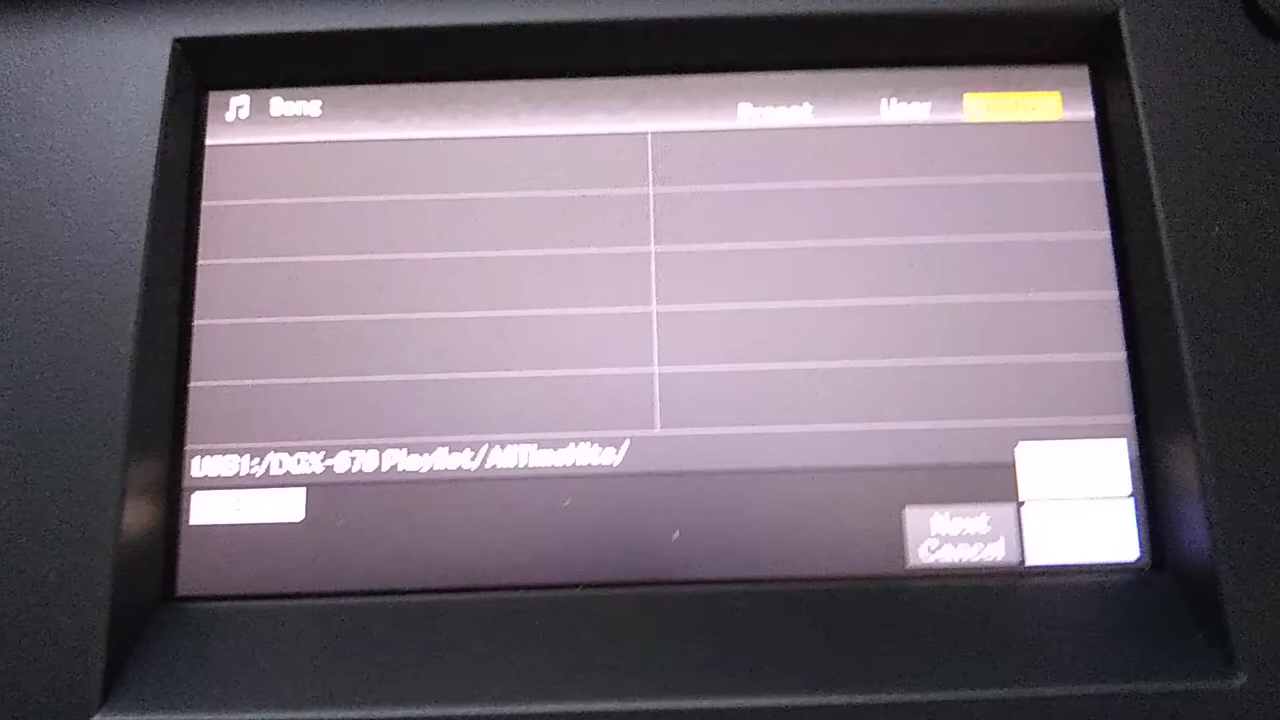 Song
Preset
User
USB1:/DGX-670 Playlist/AllTimeHits/
Next
Cancel